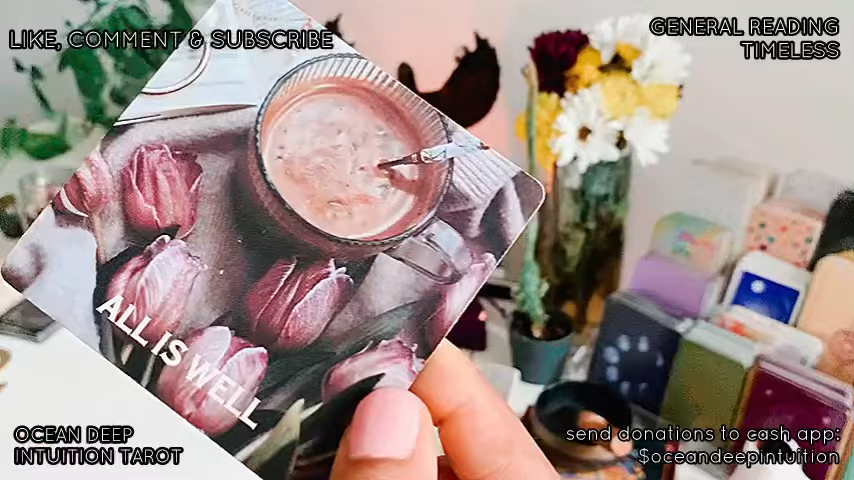 LIKE, COMMENT & SUBSCRIBE
GENERAL READING
TIMELESS
ALL IS WELL
OCEAN DEEP
INTUITION TAROT
send donations to cash app:
$oceandeepintuition